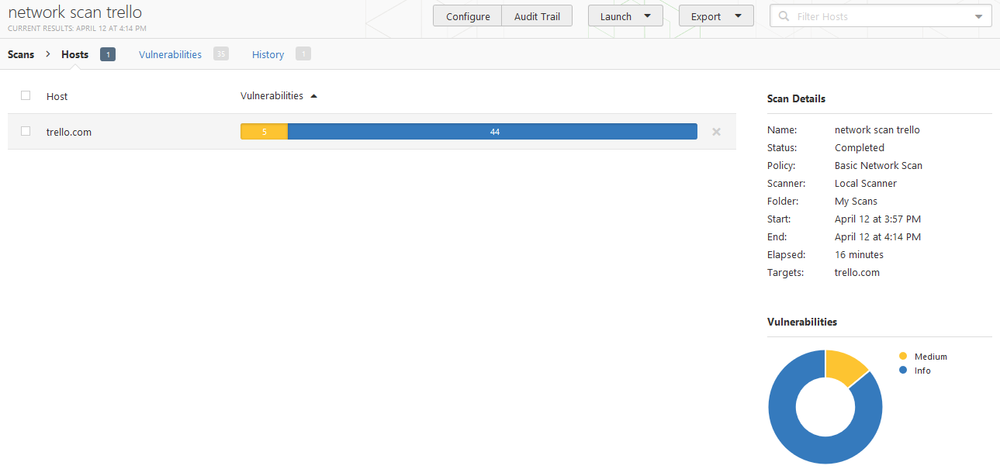 network scan trello
CURRENT RESULTS: APRIL 12 AT 4:14 PM
Configure Audit Trail Launch Export Filter Hosts
Scans Hosts 1 Vulnerabilities 35 History 1
Host Vulnerabilities
trello.com 5 44
Scan Details
Name: network scan trello
Status: Completed
Policy: Basic Network Scan
Scanner: Local Scanner
Folder: My Scans
Start: April 12 at 3:57 PM
End: April 12 at 4:14 PM
Elapsed: 16 minutes
Targets: trello.com
Vulnerabilities
Medium
Info